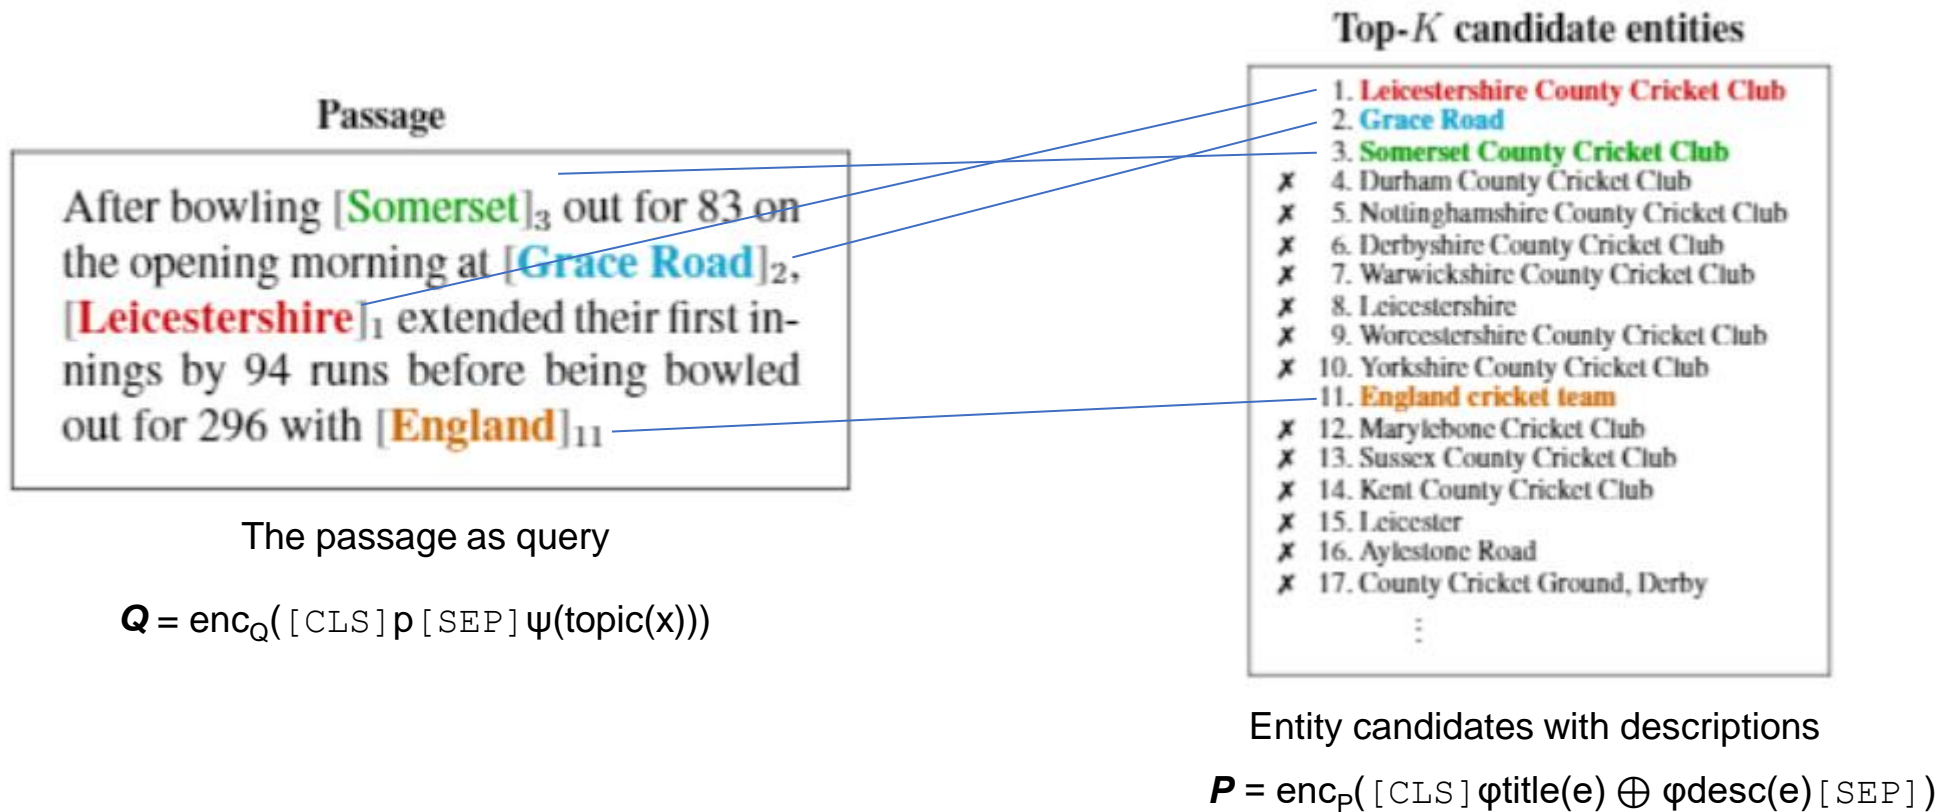 Passage
After bowling [Somerset]3 out for 83 on
the opening morning at [Grace Road]2,
[Leicestershire]1 extended their first in-
nings by 94 runs before being bowled
out for 296 with [England]11
The passage as query
Q = encQ([CLS]p[SEP]ψ(topic(x)))
Top-K candidate entities
1. Leicestershire County Cricket Club
2. Grace Road
3. Somerset County Cricket Club
✗ 4. Durham County Cricket Club
✗ 5. Nottinghamshire County Cricket Club
✗ 6. Derbyshire County Cricket Club
✗ 7. Warwickshire County Cricket Club
✗ 8. Leicestershire
✗ 9. Worcestershire County Cricket Club
✗ 10. Yorkshire County Cricket Club
11. England cricket team
✗ 12. Marylebone Cricket Club
✗ 13. Sussex County Cricket Club
✗ 14. Kent County Cricket Club
✗ 15. Leicester
✗ 16. Aylestone Road
✗ 17. County Cricket Ground, Derby
⋮
Entity candidates with descriptions
P = encP([CLS]φtitle(e) ⊕ φdesc(e)[SEP])